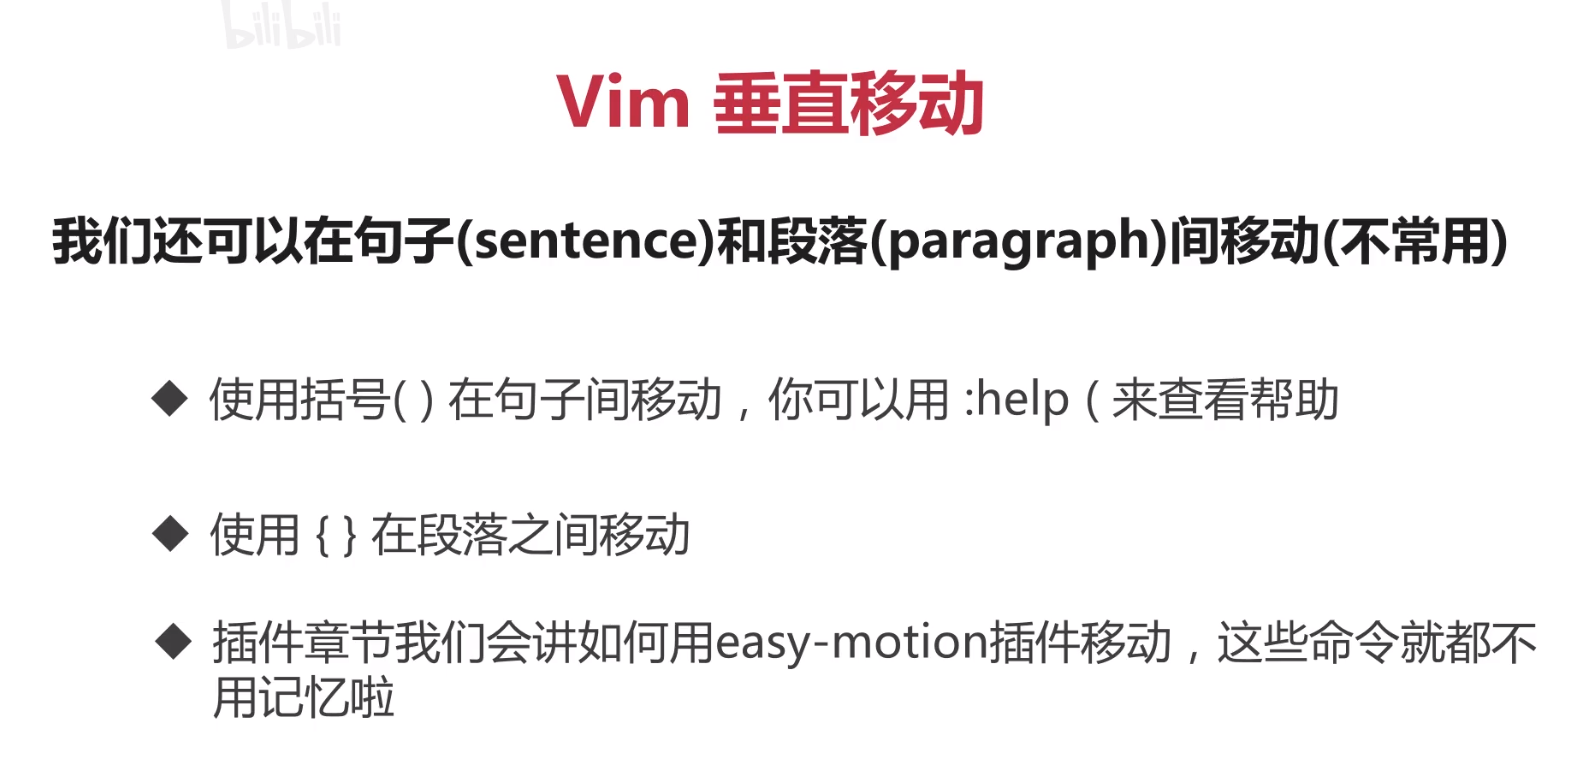 bilibili
Vim 垂直移动
我们还可以在句子(sentence)和段落(paragraph)间移动(不常用)
◆ 使用括号( ) 在句子间移动，你可以用 :help ( 来查看帮助
◆ 使用 { } 在段落之间移动
◆ 插件章节我们会讲如何用easy-motion插件移动，这些命令就都不
用记忆啦